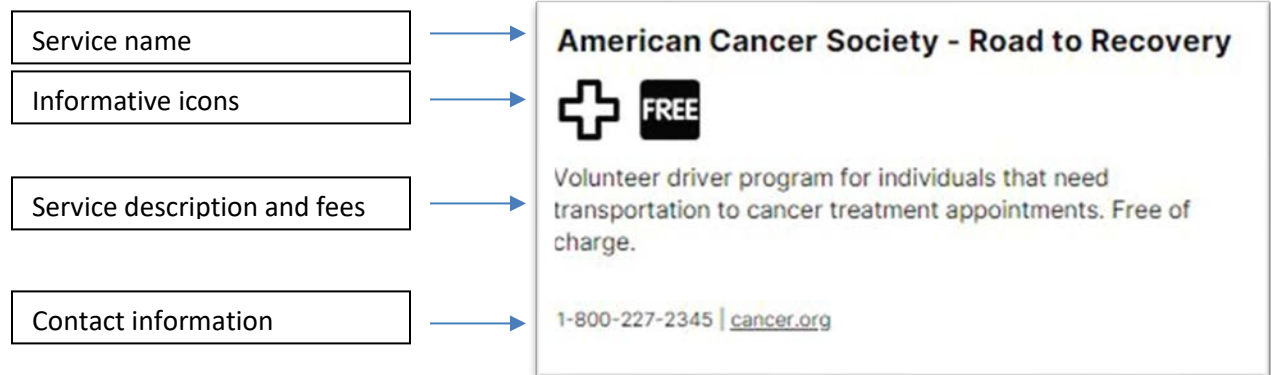 Service name
American Cancer Society - Road to Recovery
Informative icons
FREE
Service description and fees
Volunteer driver program for individuals that need
transportation to cancer treatment appointments. Free of
charge.
Contact information
1-800-227-2345 | cancer.org